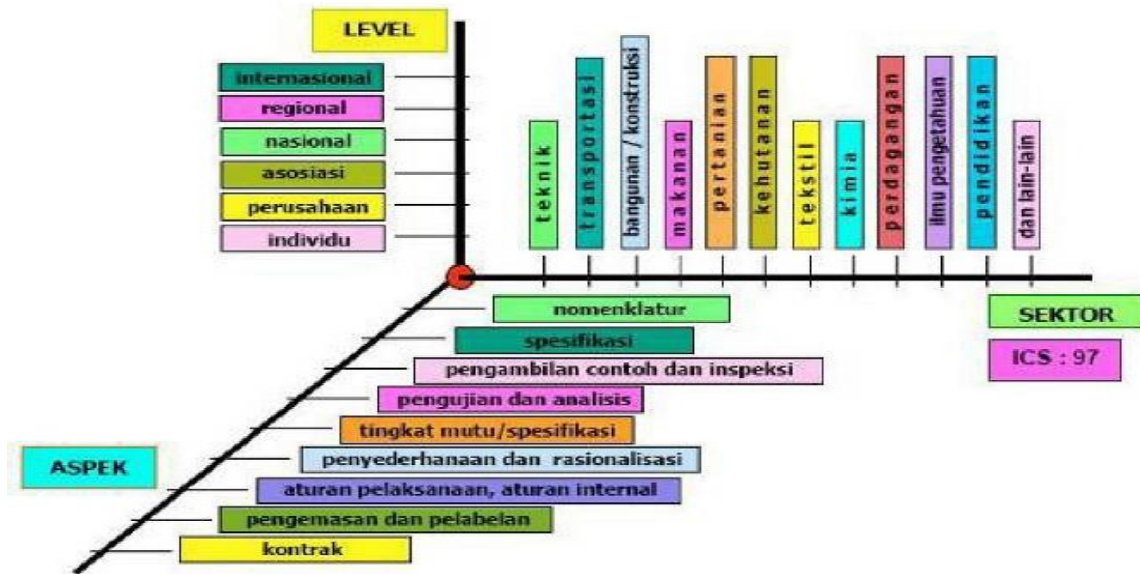 LEVEL
internasional
regional
nasional
asosiasi
perusahaan
individu
teknik
transportasi
bangunan / konstruksi
makanan
pertanian
kehutanan
tekstil
kimia
perdagangan
ilmu pengetahuan
pendidikan
dan lain-lain
SEKTOR
ICS : 97
nomenklatur
spesifikasi
pengambilan contoh dan inspeksi
pengujian dan analisis
tingkat mutu/spesifikasi
penyederhanaan dan rasionalisasi
aturan pelaksanaan, aturan internal
pengemasan dan pelabelan
kontrak
ASPEK